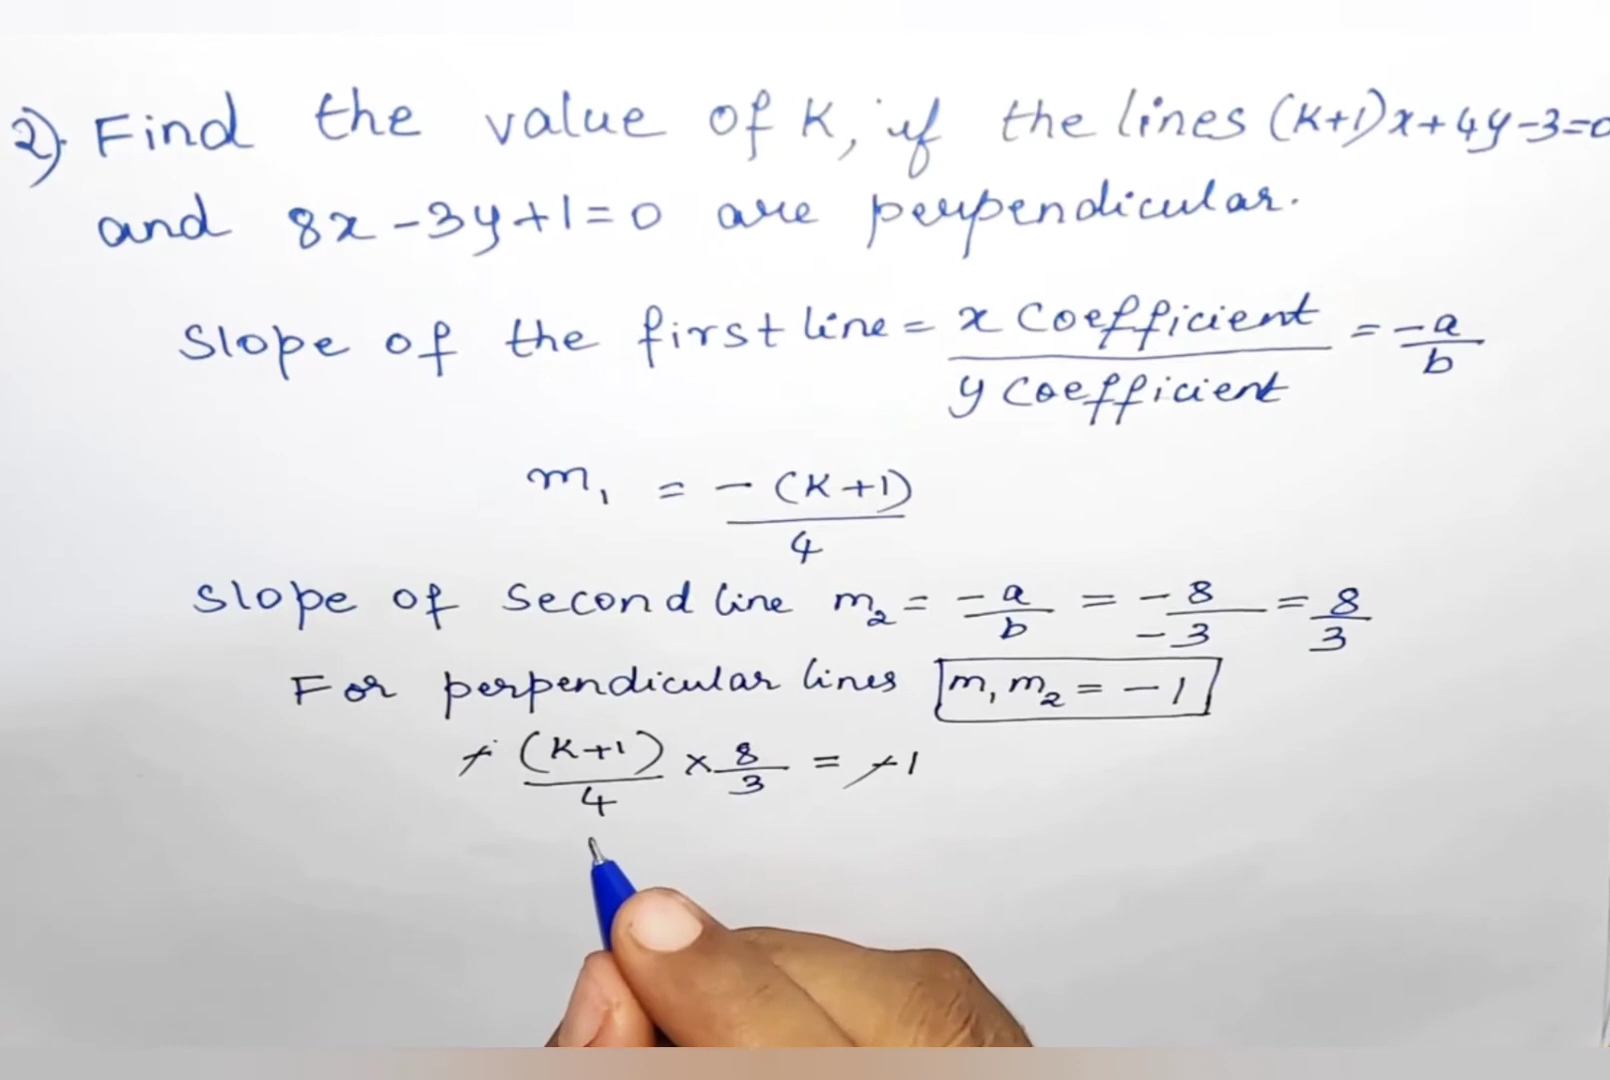 2) Find the value of K, if the lines (K+1)x+4y-3=0
and 8x-3y+1=0 are perpendicular.
Slope of the first line = x Coefficient / y Coefficient = -a/b
m₁ = -(K+1)/4
Slope of Second line m₂ = -a/b = -8/-3 = 8/3
For perpendicular lines m₁m₂ = -1
-(K+1)/4 × 8/3 = -1